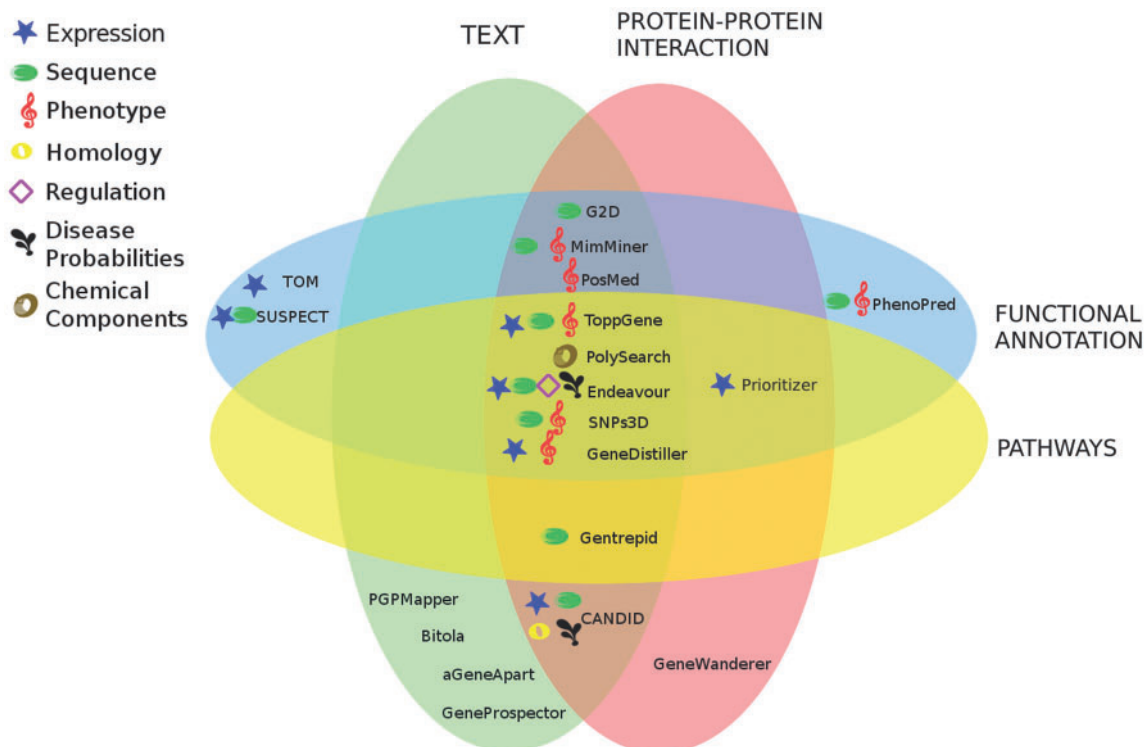 Expression
Sequence
Phenotype
Homology
Regulation
Disease
Probabilities
Chemical
Components
TEXT
PROTEIN-PROTEIN
INTERACTION
FUNCTIONAL
ANNOTATION
PATHWAYS
G2D
MimMiner
PosMed
TOM
SUSPECT
PhenoPred
ToppGene
PolySearch
Endeavour
Prioritizer
SNPs3D
GeneDistiller
Gentrepid
PGPMapper
CANDID
Bitola
aGeneApart
GeneWanderer
GeneProspector